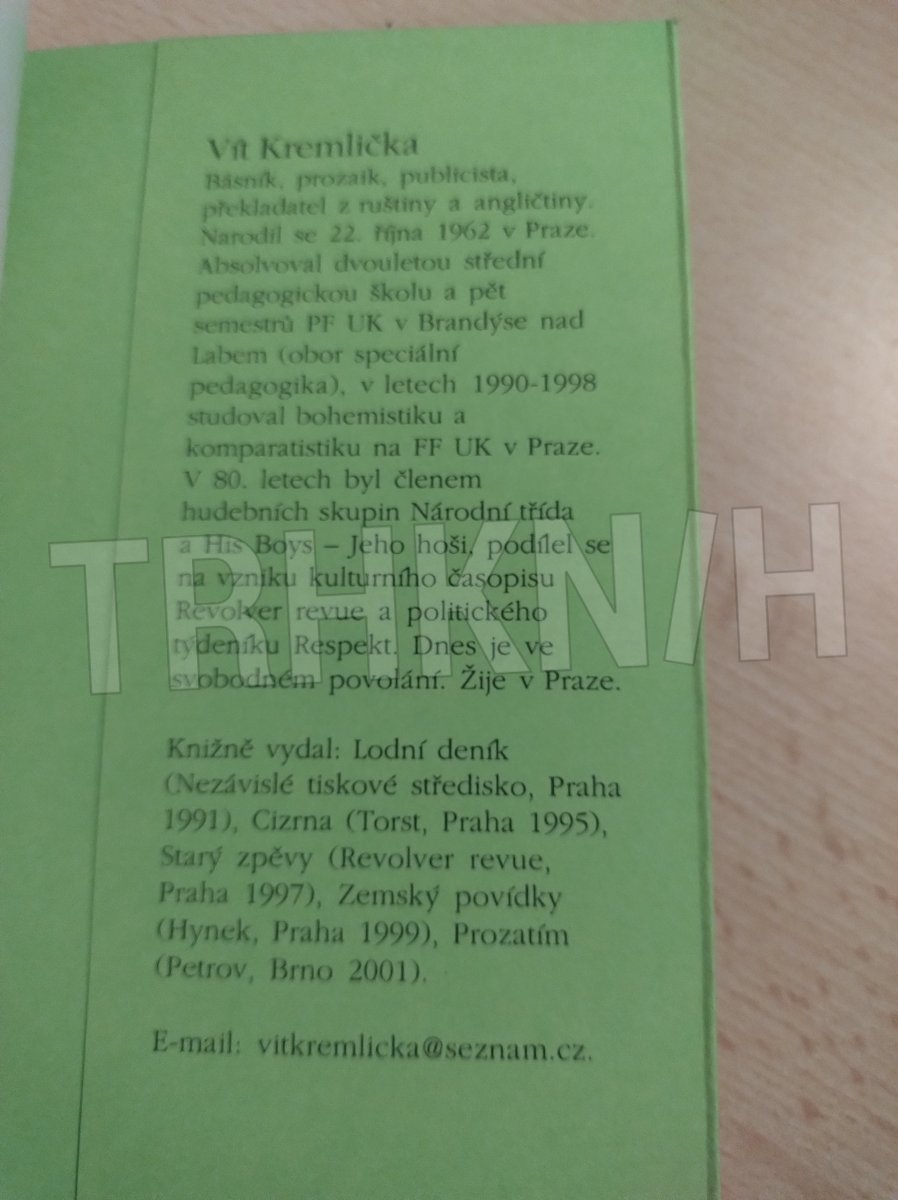 Vít Kremlička
Básník, prozaik, publicista,
překladatel z ruštiny a angličtiny.
Narodil se 22. října 1962 v Praze.
Absolvoval dvouletou střední
pedagogickou školu a pět
semestrů PF UK v Brandýse nad
Labem (obor speciální
pedagogika), v letech 1990-1998
studoval bohemistiku a
komparatistiku na FF UK v Praze.
V 80. letech byl členem
hudebních skupin Národní třída
a His Boys – Jeho hoši, podílel se
na vzniku kulturního časopisu
Revolver revue a politického
týdeníku Respekt. Dnes je ve
svobodném povolání. Žije v Praze.
Knižně vydal: Lodní deník
(Nezávislé tiskové středisko, Praha
1991), Cizrna (Torst, Praha 1995),
Starý zpěvy (Revolver revue,
Praha 1997), Zemský povídky
(Hynek, Praha 1999), Prozatím
(Petrov, Brno 2001).
E-mail: vitkremlicka@seznam.cz.
TRHKNIH